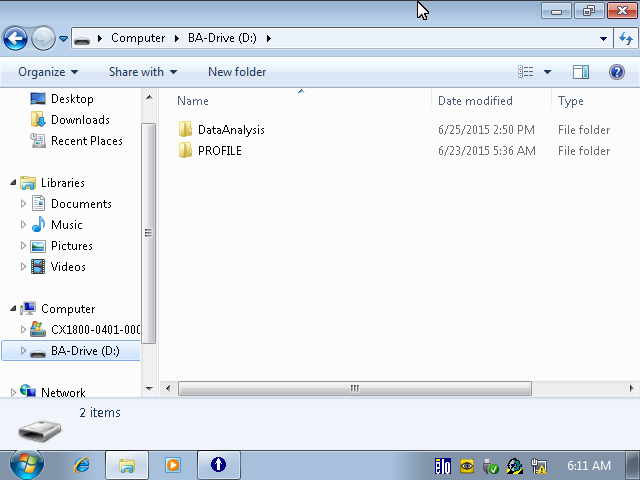 Computer BA-Drive (D:)
Organize Share with New folder
Desktop
Downloads
Recent Places
Libraries
Documents
Music
Pictures
Videos
Computer
CX1800-0401-000
BA-Drive (D:)
Network
Name Date modified Type
DataAnalysis 6/25/2015 2:50 PM File folder
PROFILE 6/23/2015 5:36 AM File folder
2 items
elo 6:11 AM